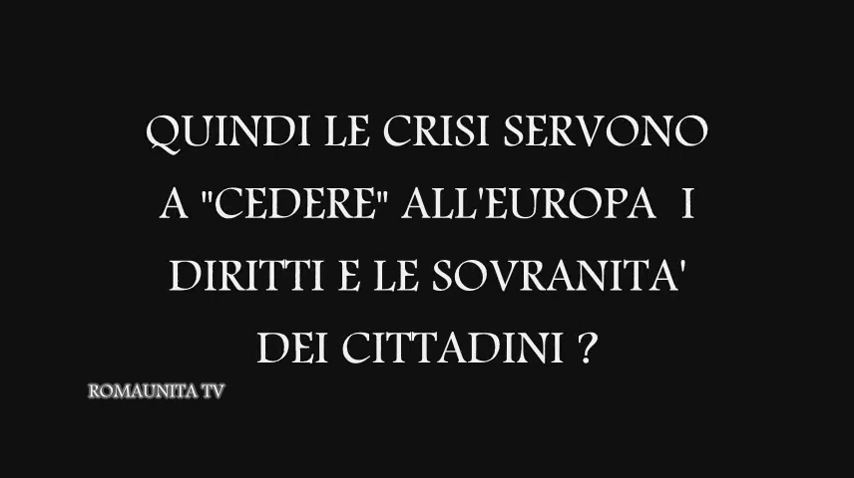 QUINDI LE CRISI SERVONO
A "CEDERE" ALL'EUROPA I
DIRITTI E LE SOVRANITA'
DEI CITTADINI ?
ROMAUNITA TV